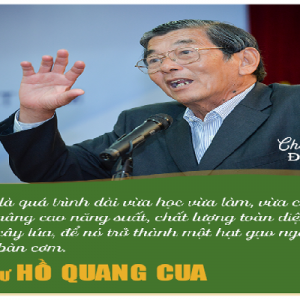 Ch
Đ
là quá trình dài vừa học vừa làm, vừa c
nâng cao năng suất, chất lượng toàn diệ
cây lúa, để nó trở thành một hạt gạo ng
bàn cơm.
sư HỒ QUANG CUA